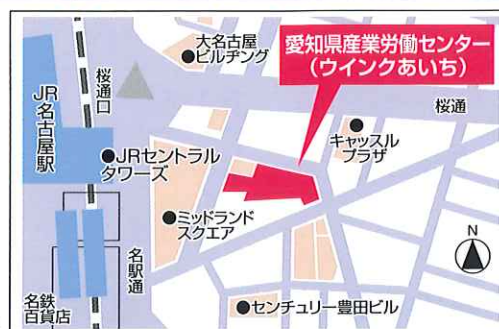 大名古屋
ビルヂング
愛知県産業労働センター
(ウインクあいち)
桜通口
桜通
JR名古屋駅
キャッスル
プラザ
JRセントラル
タワーズ
ミッドランド
スクエア
名駅通
N
名鉄
百貨店
センチュリー豊田ビル